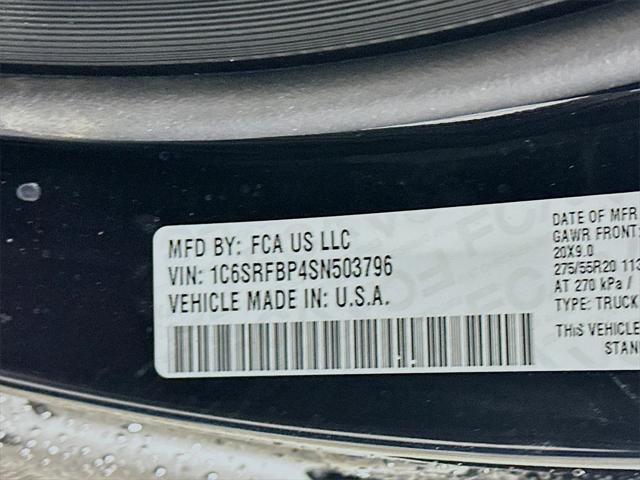 MFD BY: FCA US LLC
VIN: 1C6SRFBP4SN503796
VEHICLE MADE IN: U.S.A.
DATE OF MFR
GAWR FRONT:
20X9.0
275/55R20 113
AT 270 kPa /
TYPE: TRUCK
THIS VEHICLE
STAN